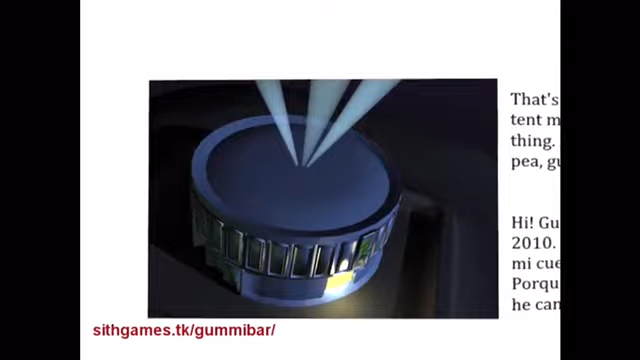 That's
tent m
thing.
pea, gu
Hi! Gu
2010.
mi cue
Porqu
he can
sithgames.tk/gummibar/